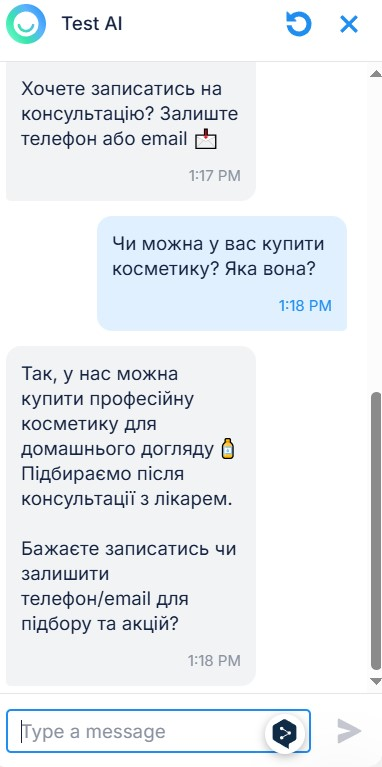 Test AI
Хочете записатись на
консультацію? Залиште
телефон або email 📩
1:17 PM
Чи можна у вас купити
косметику? Яка вона?
1:18 PM
Так, у нас можна
купити професійну
косметику для
домашнього догляду 🧴
Підбираємо після
консультації з лікарем.
Бажаєте записатись чи
залишити
телефон/email для
підбору та акцій?
1:18 PM
Type a message